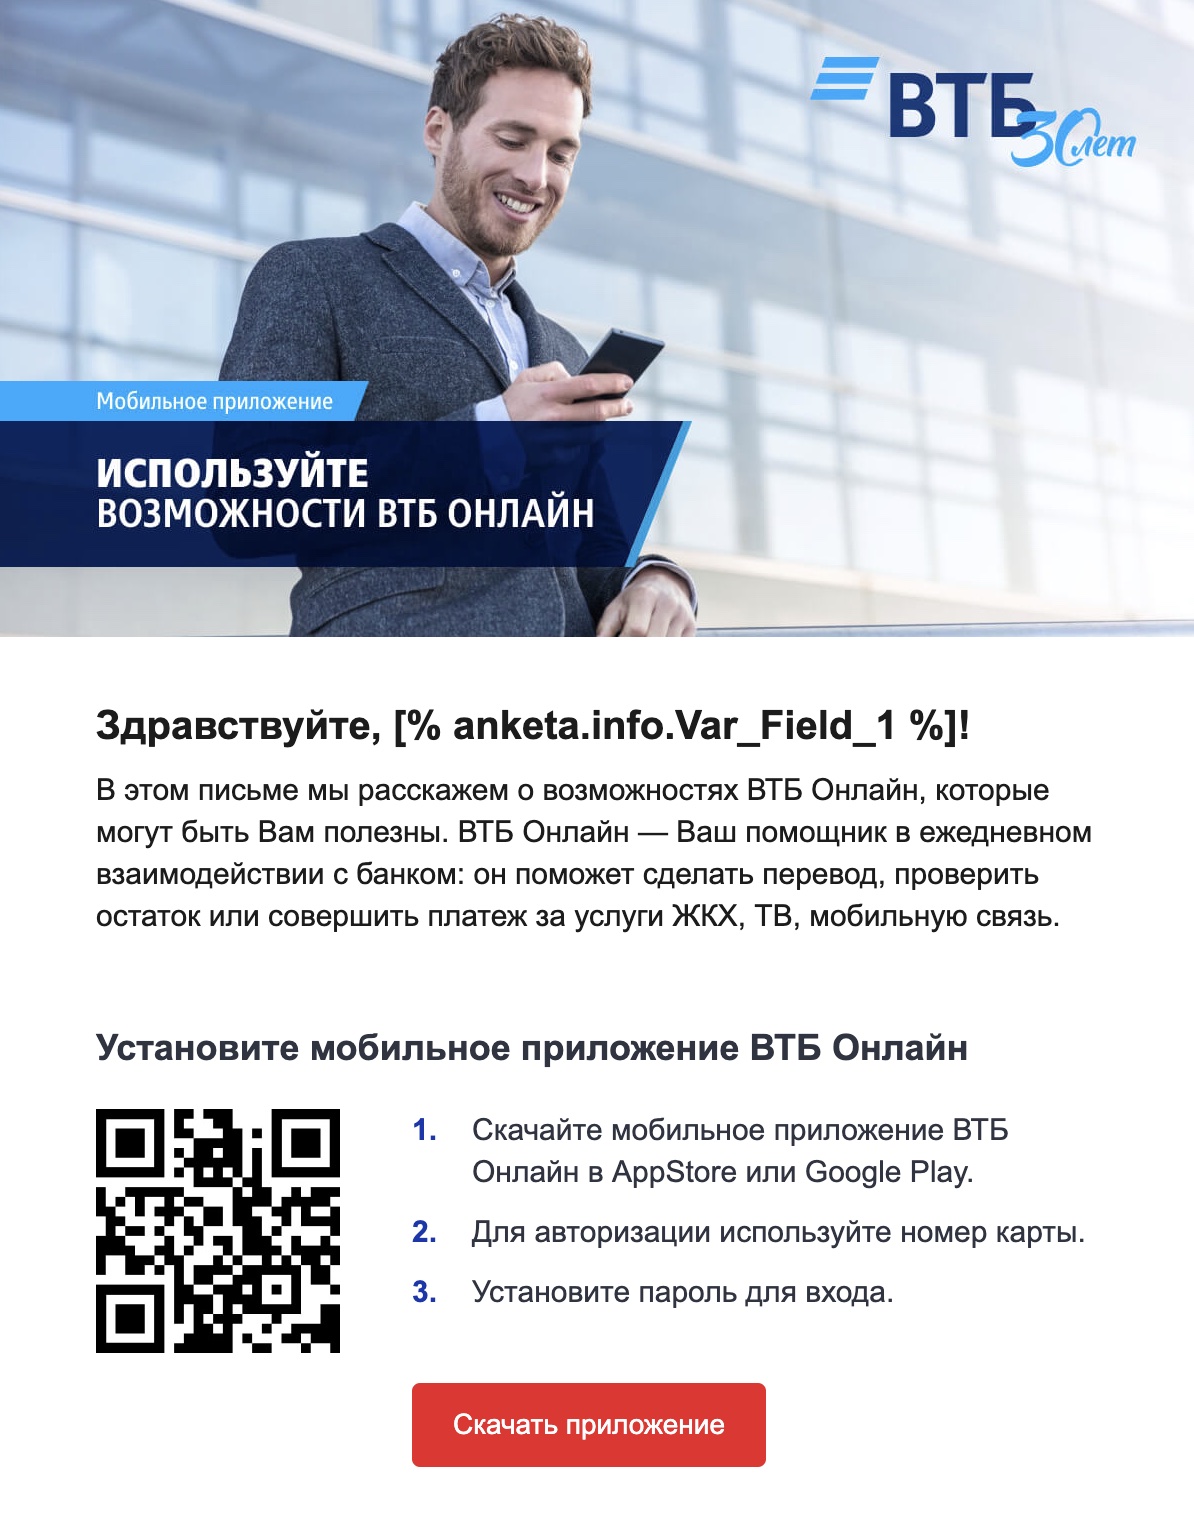 ВТБ
30 лет
Мобильное приложение
ИСПОЛЬЗУЙТЕ
ВОЗМОЖНОСТИ ВТБ ОНЛАЙН
Здравствуйте, [% anketa.info.Var_Field_1 %]!
В этом письме мы расскажем о возможностях ВТБ Онлайн, которые
могут быть Вам полезны. ВТБ Онлайн — Ваш помощник в ежедневном
взаимодействии с банком: он поможет сделать перевод, проверить
остаток или совершить платеж за услуги ЖКХ, ТВ, мобильную связь.
Установите мобильное приложение ВТБ Онлайн
1. Скачайте мобильное приложение ВТБ
Онлайн в AppStore или Google Play.
2. Для авторизации используйте номер карты.
3. Установите пароль для входа.
Скачать приложение